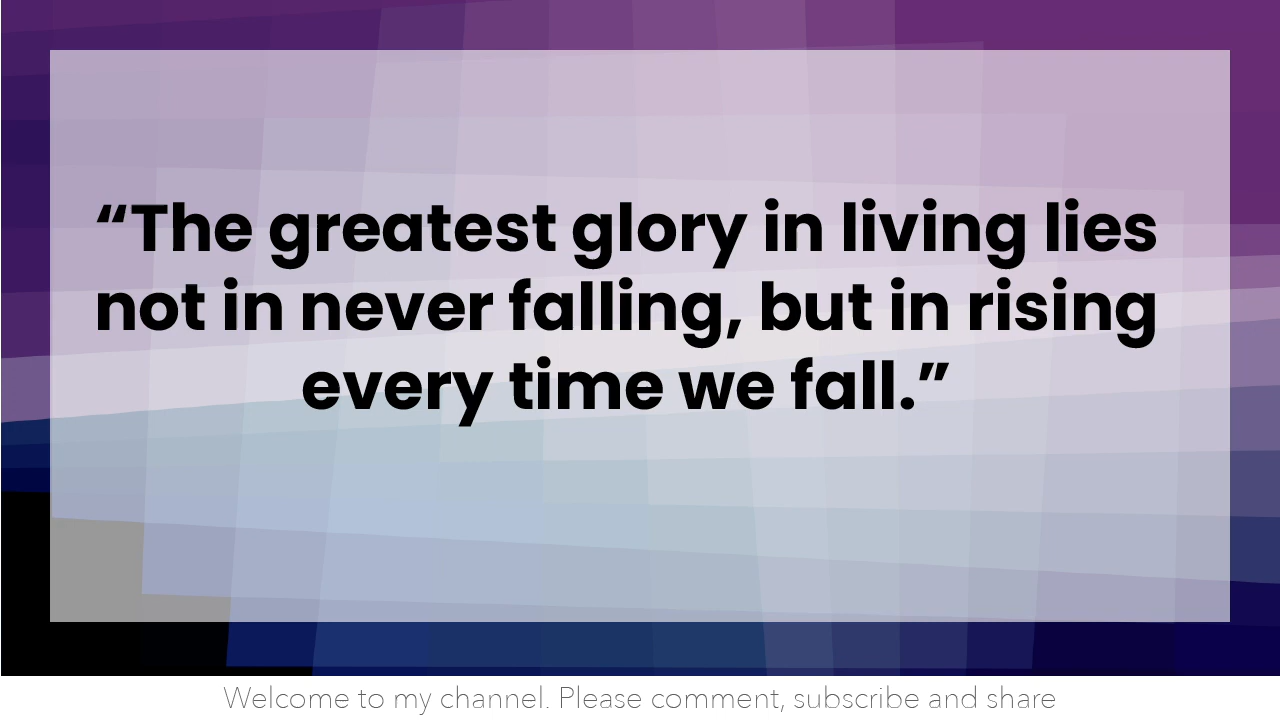 “The greatest glory in living lies
not in never falling, but in rising
every time we fall.”
Welcome to my channel. Please comment, subscribe and share